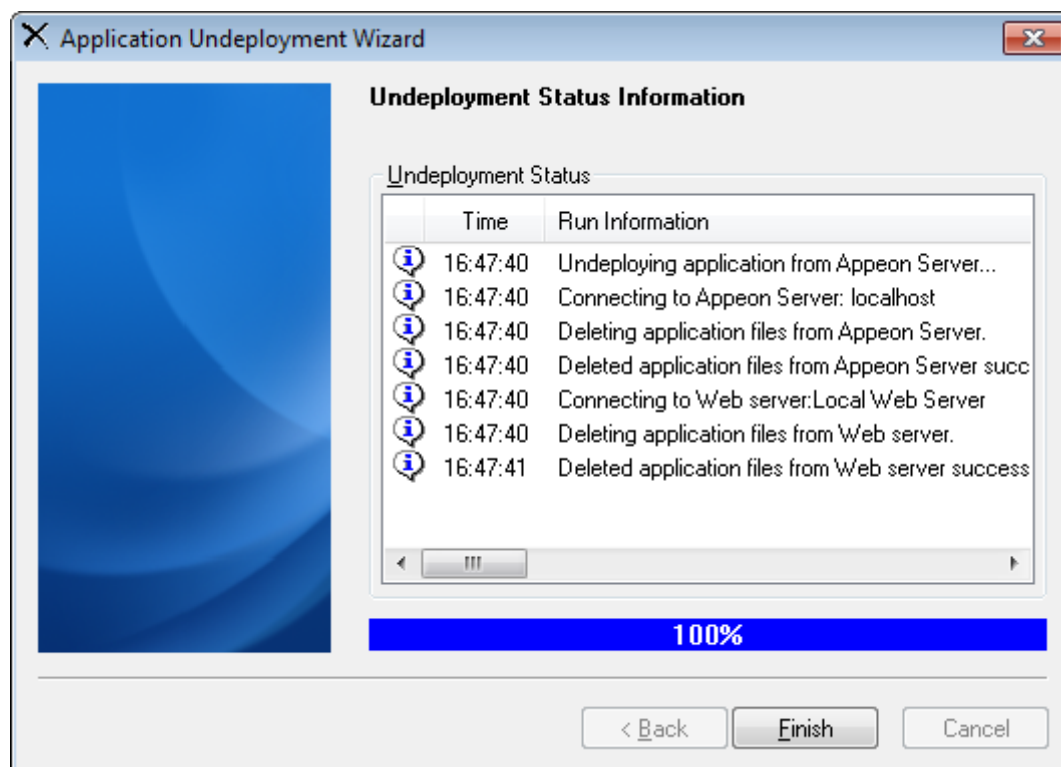 Application Undeployment Wizard
Undeployment Status Information
Undeployment Status
Time Run Information
16:47:40 Undeploying application from Appeon Server...
16:47:40 Connecting to Appeon Server: localhost
16:47:40 Deleting application files from Appeon Server.
16:47:40 Deleted application files from Appeon Server succ
16:47:40 Connecting to Web server:Local Web Server
16:47:40 Deleting application files from Web server.
16:47:41 Deleted application files from Web server success
100%
< Back Finish Cancel